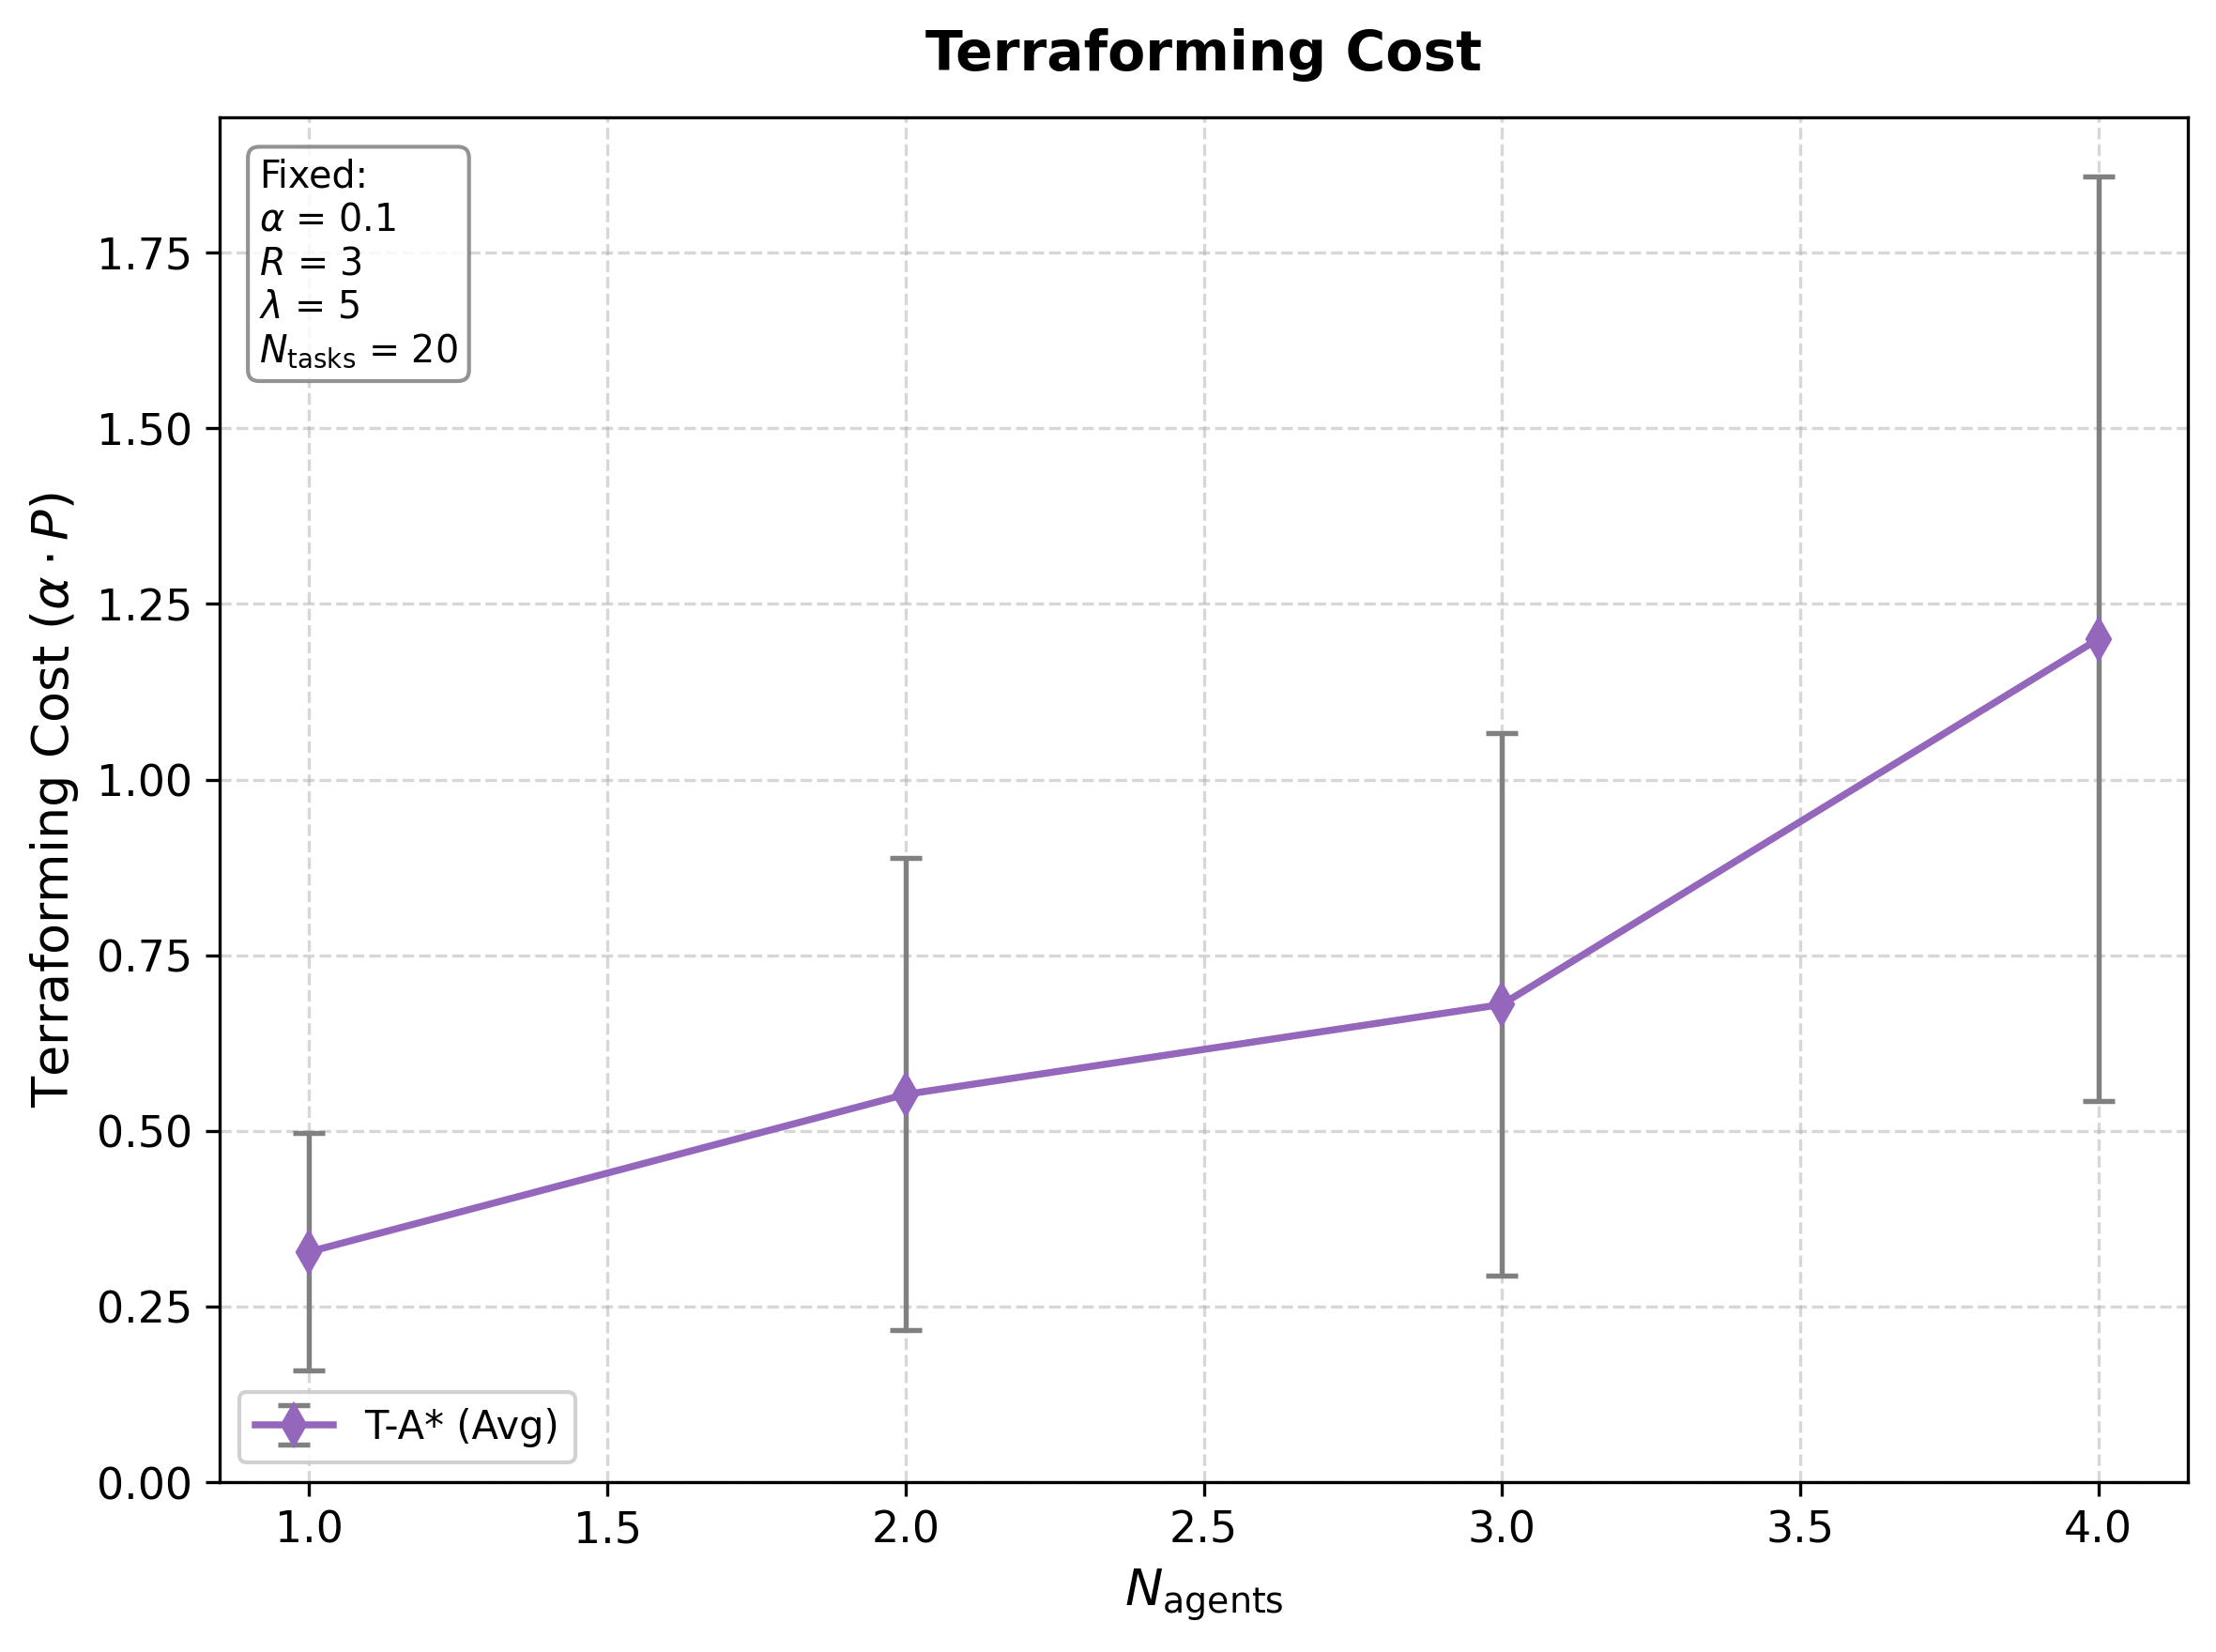 Terraforming Cost
Fixed:
α = 0.1
R = 3
λ = 5
N_tasks = 20
Terraforming Cost (α · P)
1.75
1.50
1.25
1.00
0.75
0.50
0.25
0.00
T-A* (Avg)
1.0 1.5 2.0 2.5 3.0 3.5 4.0
N_agents